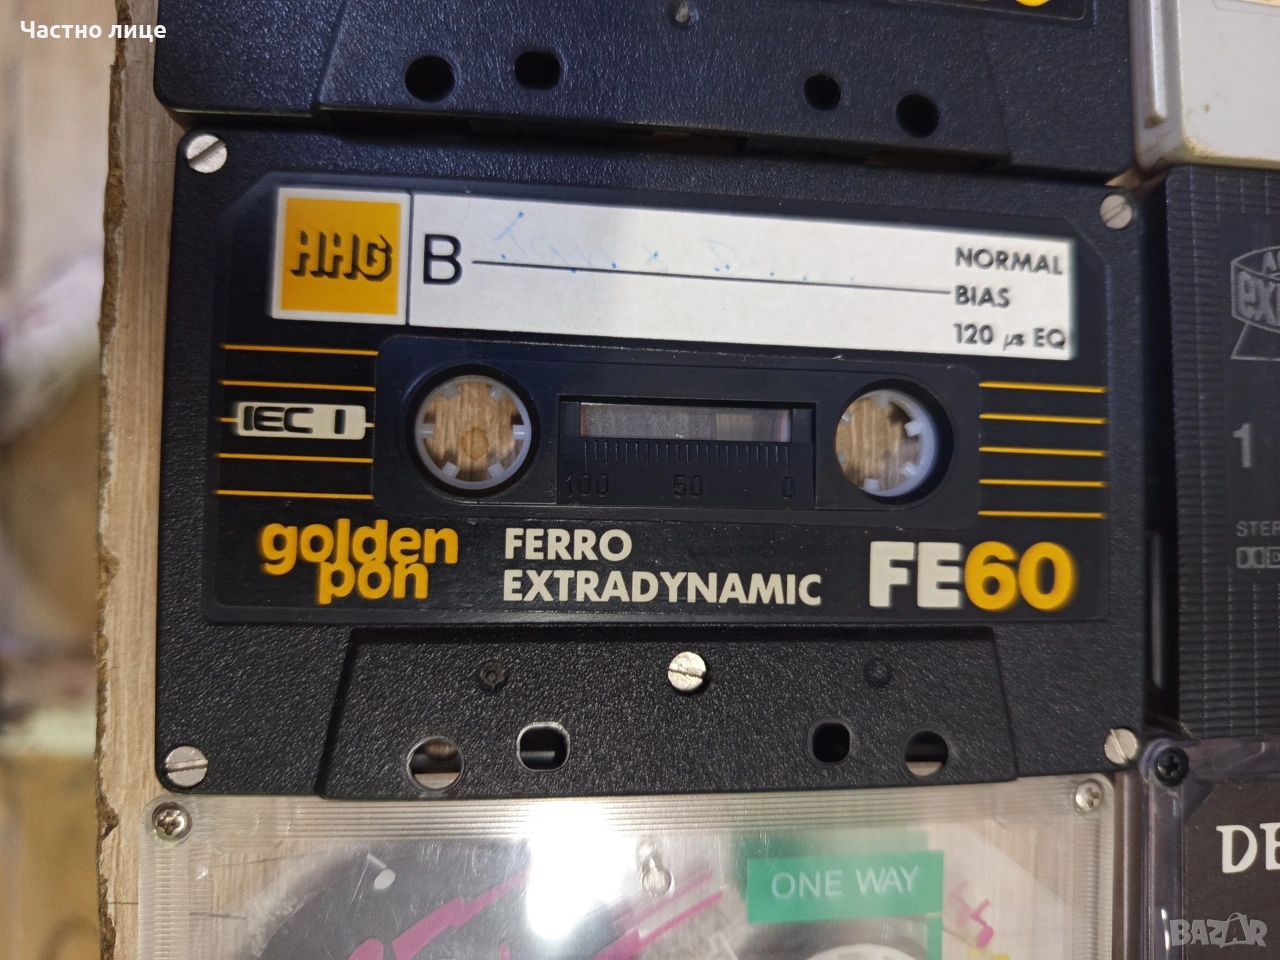 Частно лице
HHG
B
NORMAL
BIAS
120 µs EQ
IEC I
100 50 0
golden
pon
FERRO
EXTRADYNAMIC
FE60
1
ONE WAY
BAZAR